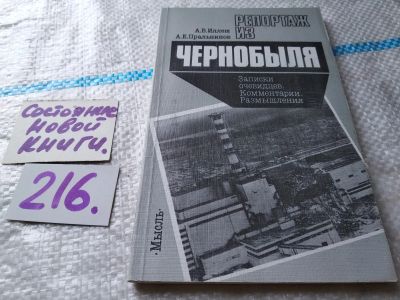 Состояние
новой
книги.
216.
А.В.Иллеш
А.Е.Пральников
РЕПОРТАЖ
ИЗ
ЧЕРНОБЫЛЯ
Записки
очевидцев.
Комментарии.
Размышления
·Мысль·